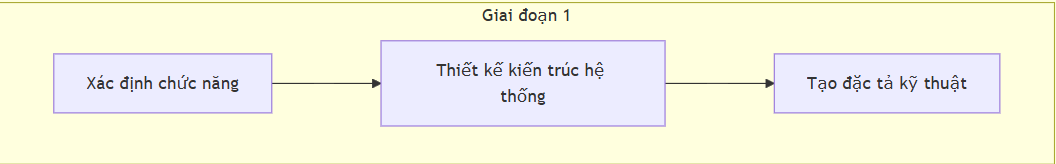 Giai đoạn 1
Xác định chức năng
Thiết kế kiến trúc hệ
thống
Tạo đặc tả kỹ thuật